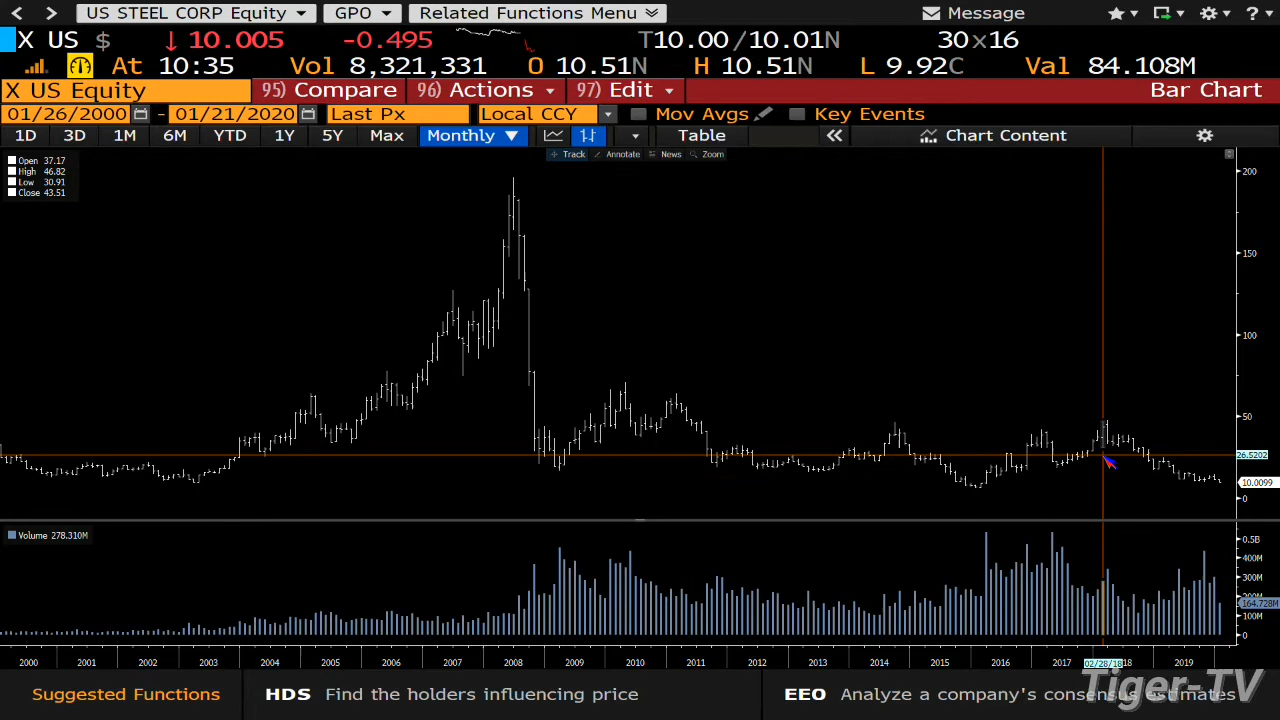 US STEEL CORP Equity GPO Related Functions Menu Message
X US $ ↓ 10.005 -0.495 T10.00 /10.01N 30x16
At 10:35 Vol 8,321,331 O 10.51N H 10.51N L 9.92C Val 84.108M
X US Equity 95) Compare 96) Actions 97) Edit Bar Chart
01/26/2000 - 01/21/2020 Last Px Local CCY Mov Avgs Key Events
1D 3D 1M 6M YTD 1Y 5Y Max Monthly ▼ Table « Chart Content
Track Annotate News Zoom
Open 37.17
High 46.82
Low 30.91
Close 43.51
200
150
100
50
26.5202
10.0099
0
Volume 278.310M
0.5B
400M
300M
200M
164.728M
100M
0
2000 2001 2002 2003 2004 2005 2006 2007 2008 2009 2010 2011 2012 2013 2014 2015 2016 2017 02/28/18 18 2019
Suggested Functions HDS Find the holders influencing price EEO Analyze a company's consensus estimates
Tiger-TV